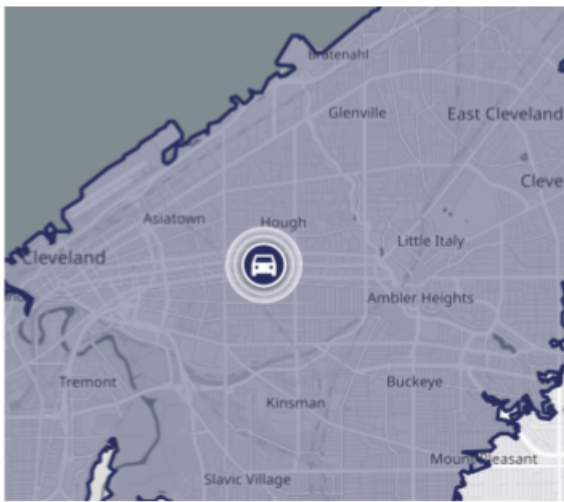 Bratenahl
Glenville
East Cleveland
Cleve
Asiatown
Hough
Little Italy
Cleveland
Ambler Heights
Tremont
Buckeye
Kinsman
Mount Pleasant
Slavic Village